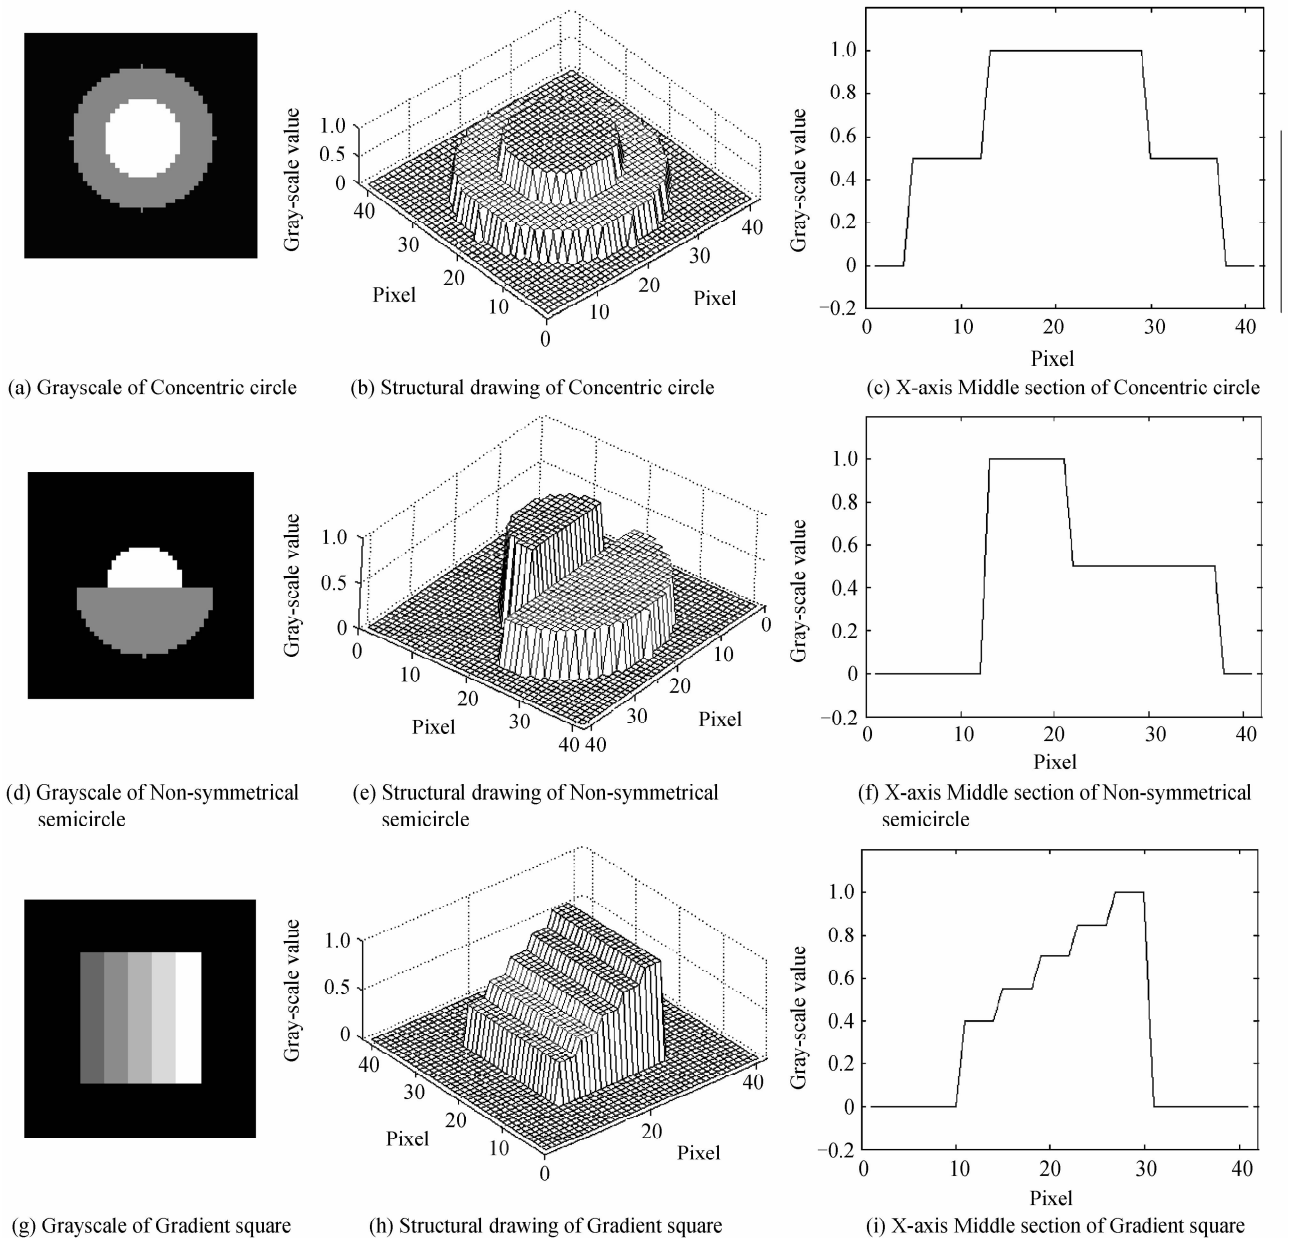 Gray-scale value
1.0
0.5
0
40
30
20
10
0
10
20
30
40
Pixel
Pixel
Gray-scale value
1.0
0.8
0.6
0.4
0.2
0
−0.2
0
10
20
30
40
Pixel
(a) Grayscale of Concentric circle
(b) Structural drawing of Concentric circle
(c) X-axis Middle section of Concentric circle
Gray-scale value
1.0
0.5
0
0
10
20
30
40
40
30
20
10
0
Pixel
Pixel
Gray-scale value
1.0
0.8
0.6
0.4
0.2
0
−0.2
0
10
20
30
40
Pixel
(d) Grayscale of Non-symmetrical
semicircle
(e) Structural drawing of Non-symmetrical
semicircle
(f) X-axis Middle section of Non-symmetrical
semicircle
Gray-scale value
1.0
0.5
0
40
30
20
10
0
20
40
Pixel
Pixel
Gray-scale value
1.0
0.8
0.6
0.4
0.2
0
−0.2
0
10
20
30
40
Pixel
(g) Grayscale of Gradient square
(h) Structural drawing of Gradient square
(i) X-axis Middle section of Gradient square